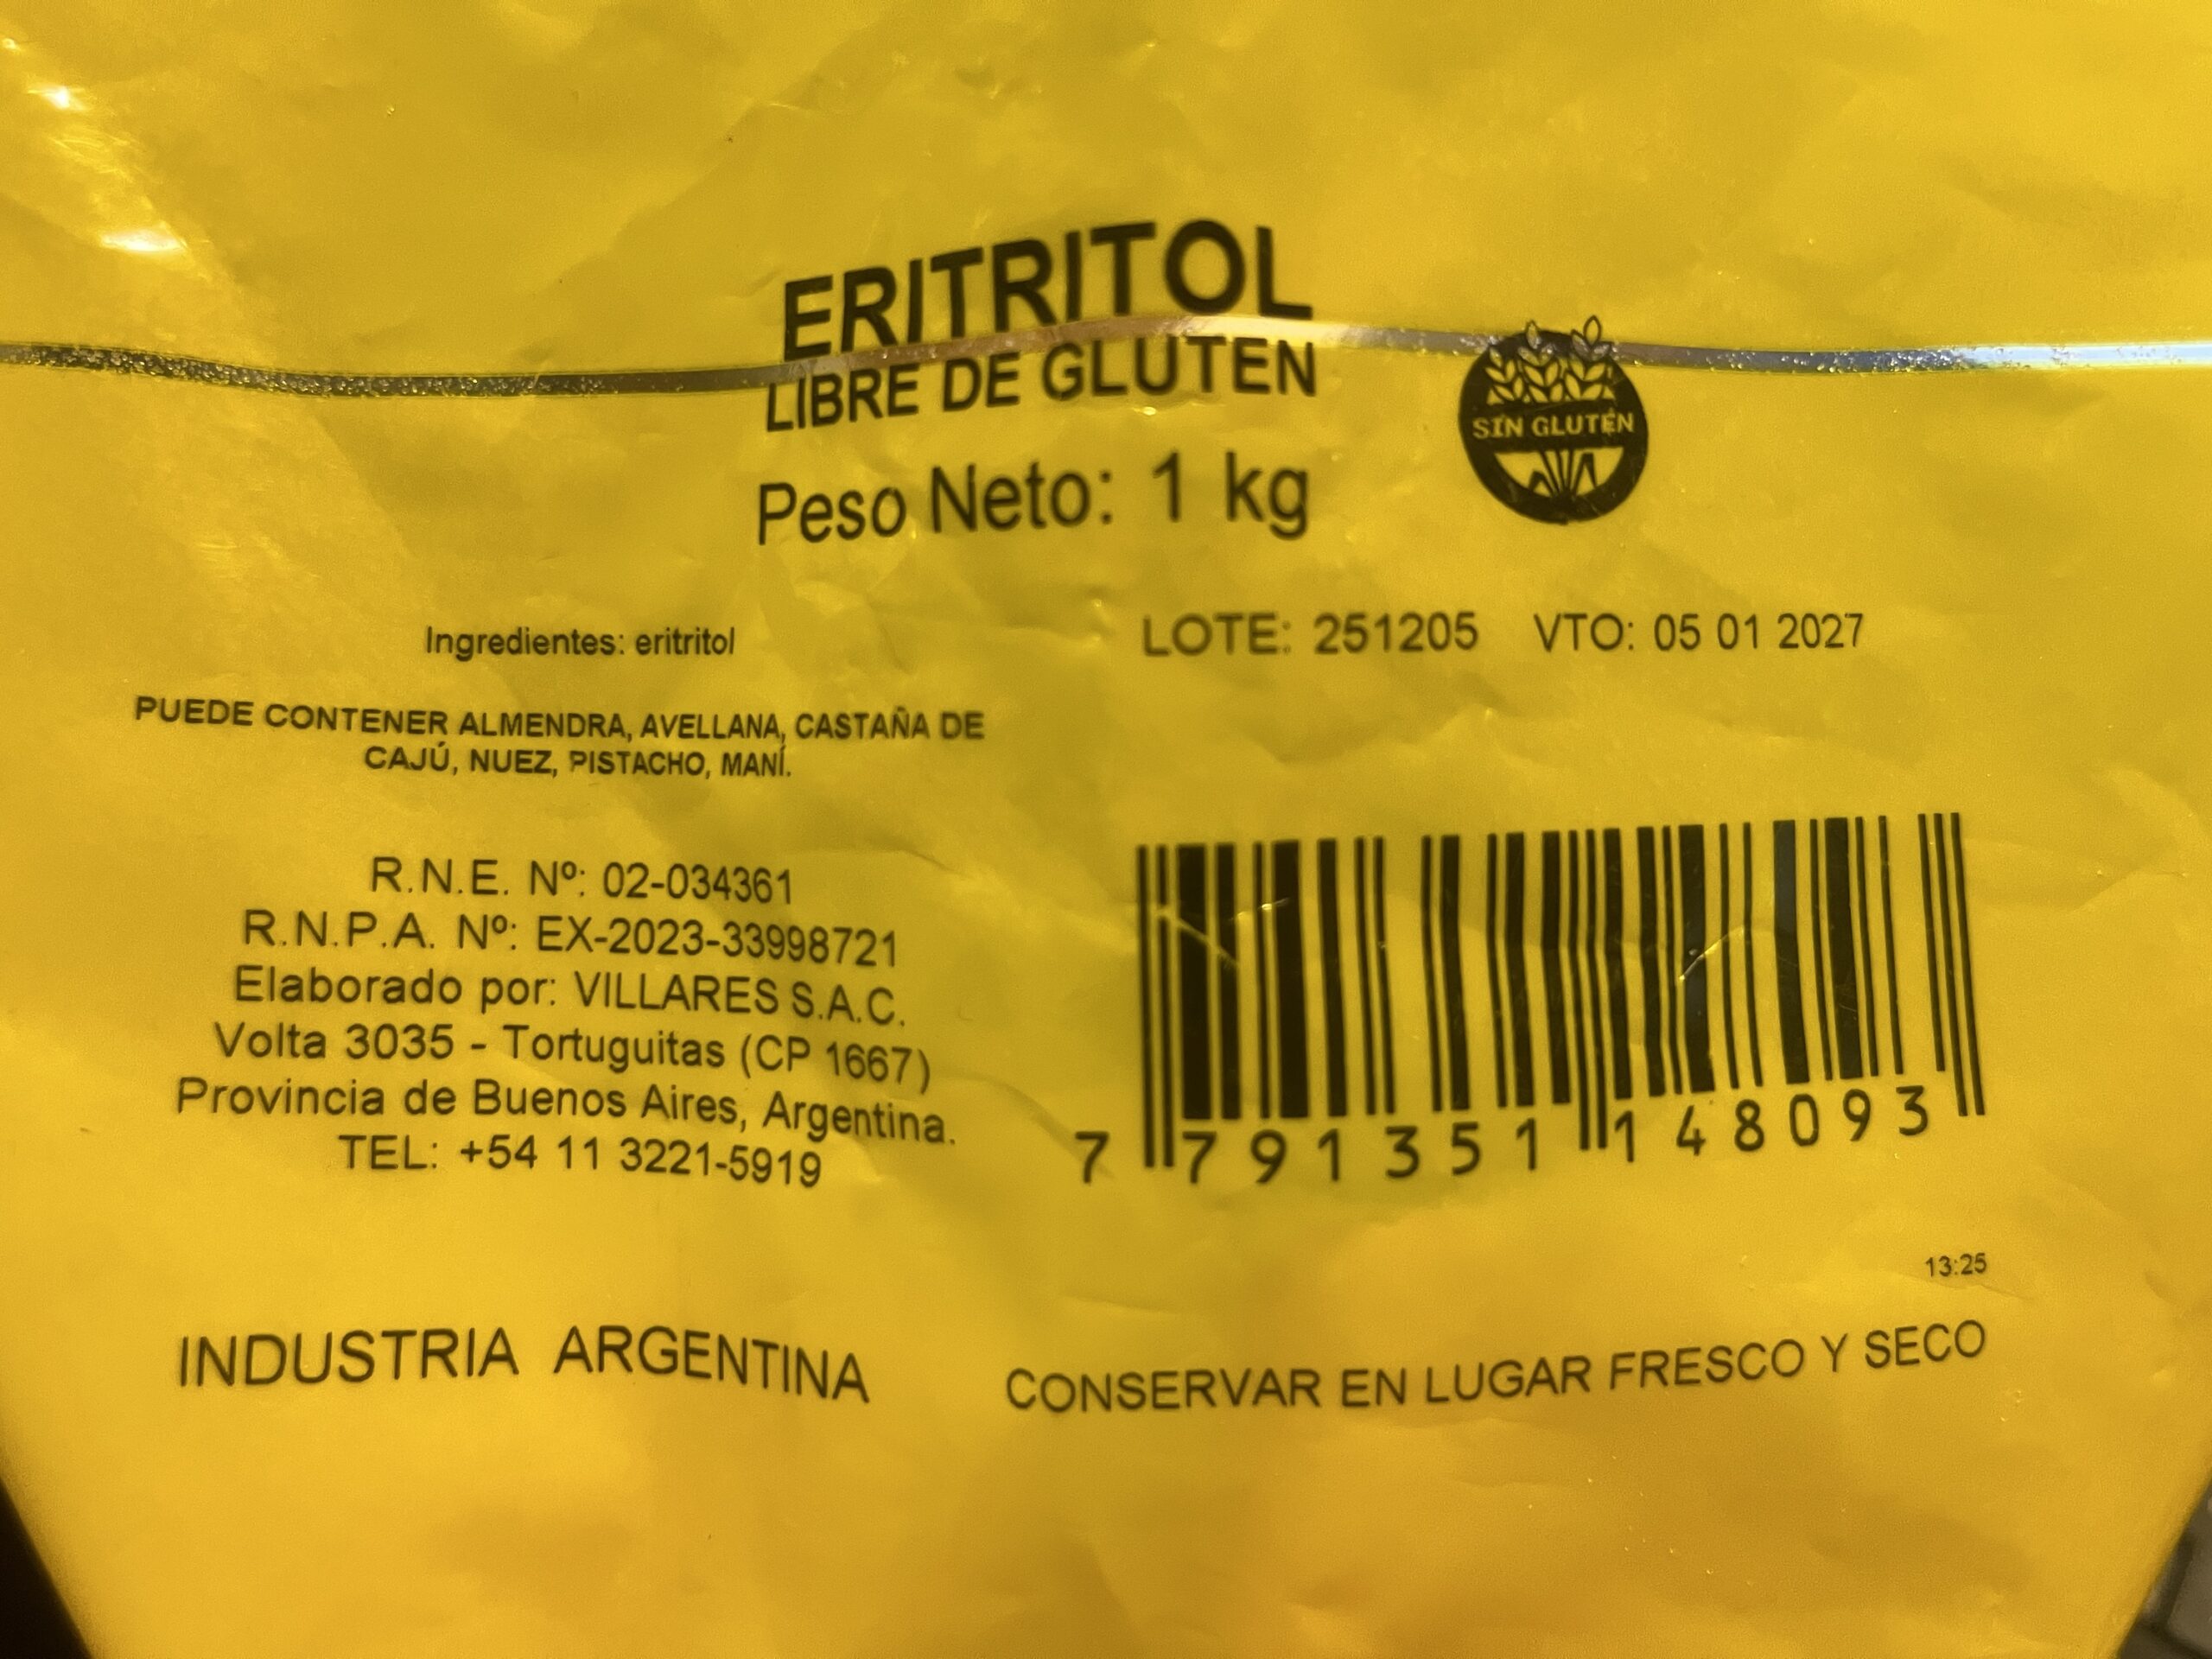 ERITRITOL
LIBRE DE GLUTEN
SIN GLUTEN
Peso Neto: 1 kg
Ingredientes: eritritol
LOTE: 251205 VTO: 05 01 2027
PUEDE CONTENER ALMENDRA, AVELLANA, CASTAÑA DE
CAJÚ, NUEZ, PISTACHO, MANÍ.
R.N.E. Nº: 02-034361
R.N.P.A. Nº: EX-2023-33998721
Elaborado por: VILLARES S.A.C.
Volta 3035 - Tortuguitas (CP 1667)
Provincia de Buenos Aires, Argentina.
TEL: +54 11 3221-5919
7 791351 148093
13:25
INDUSTRIA ARGENTINA
CONSERVAR EN LUGAR FRESCO Y SECO